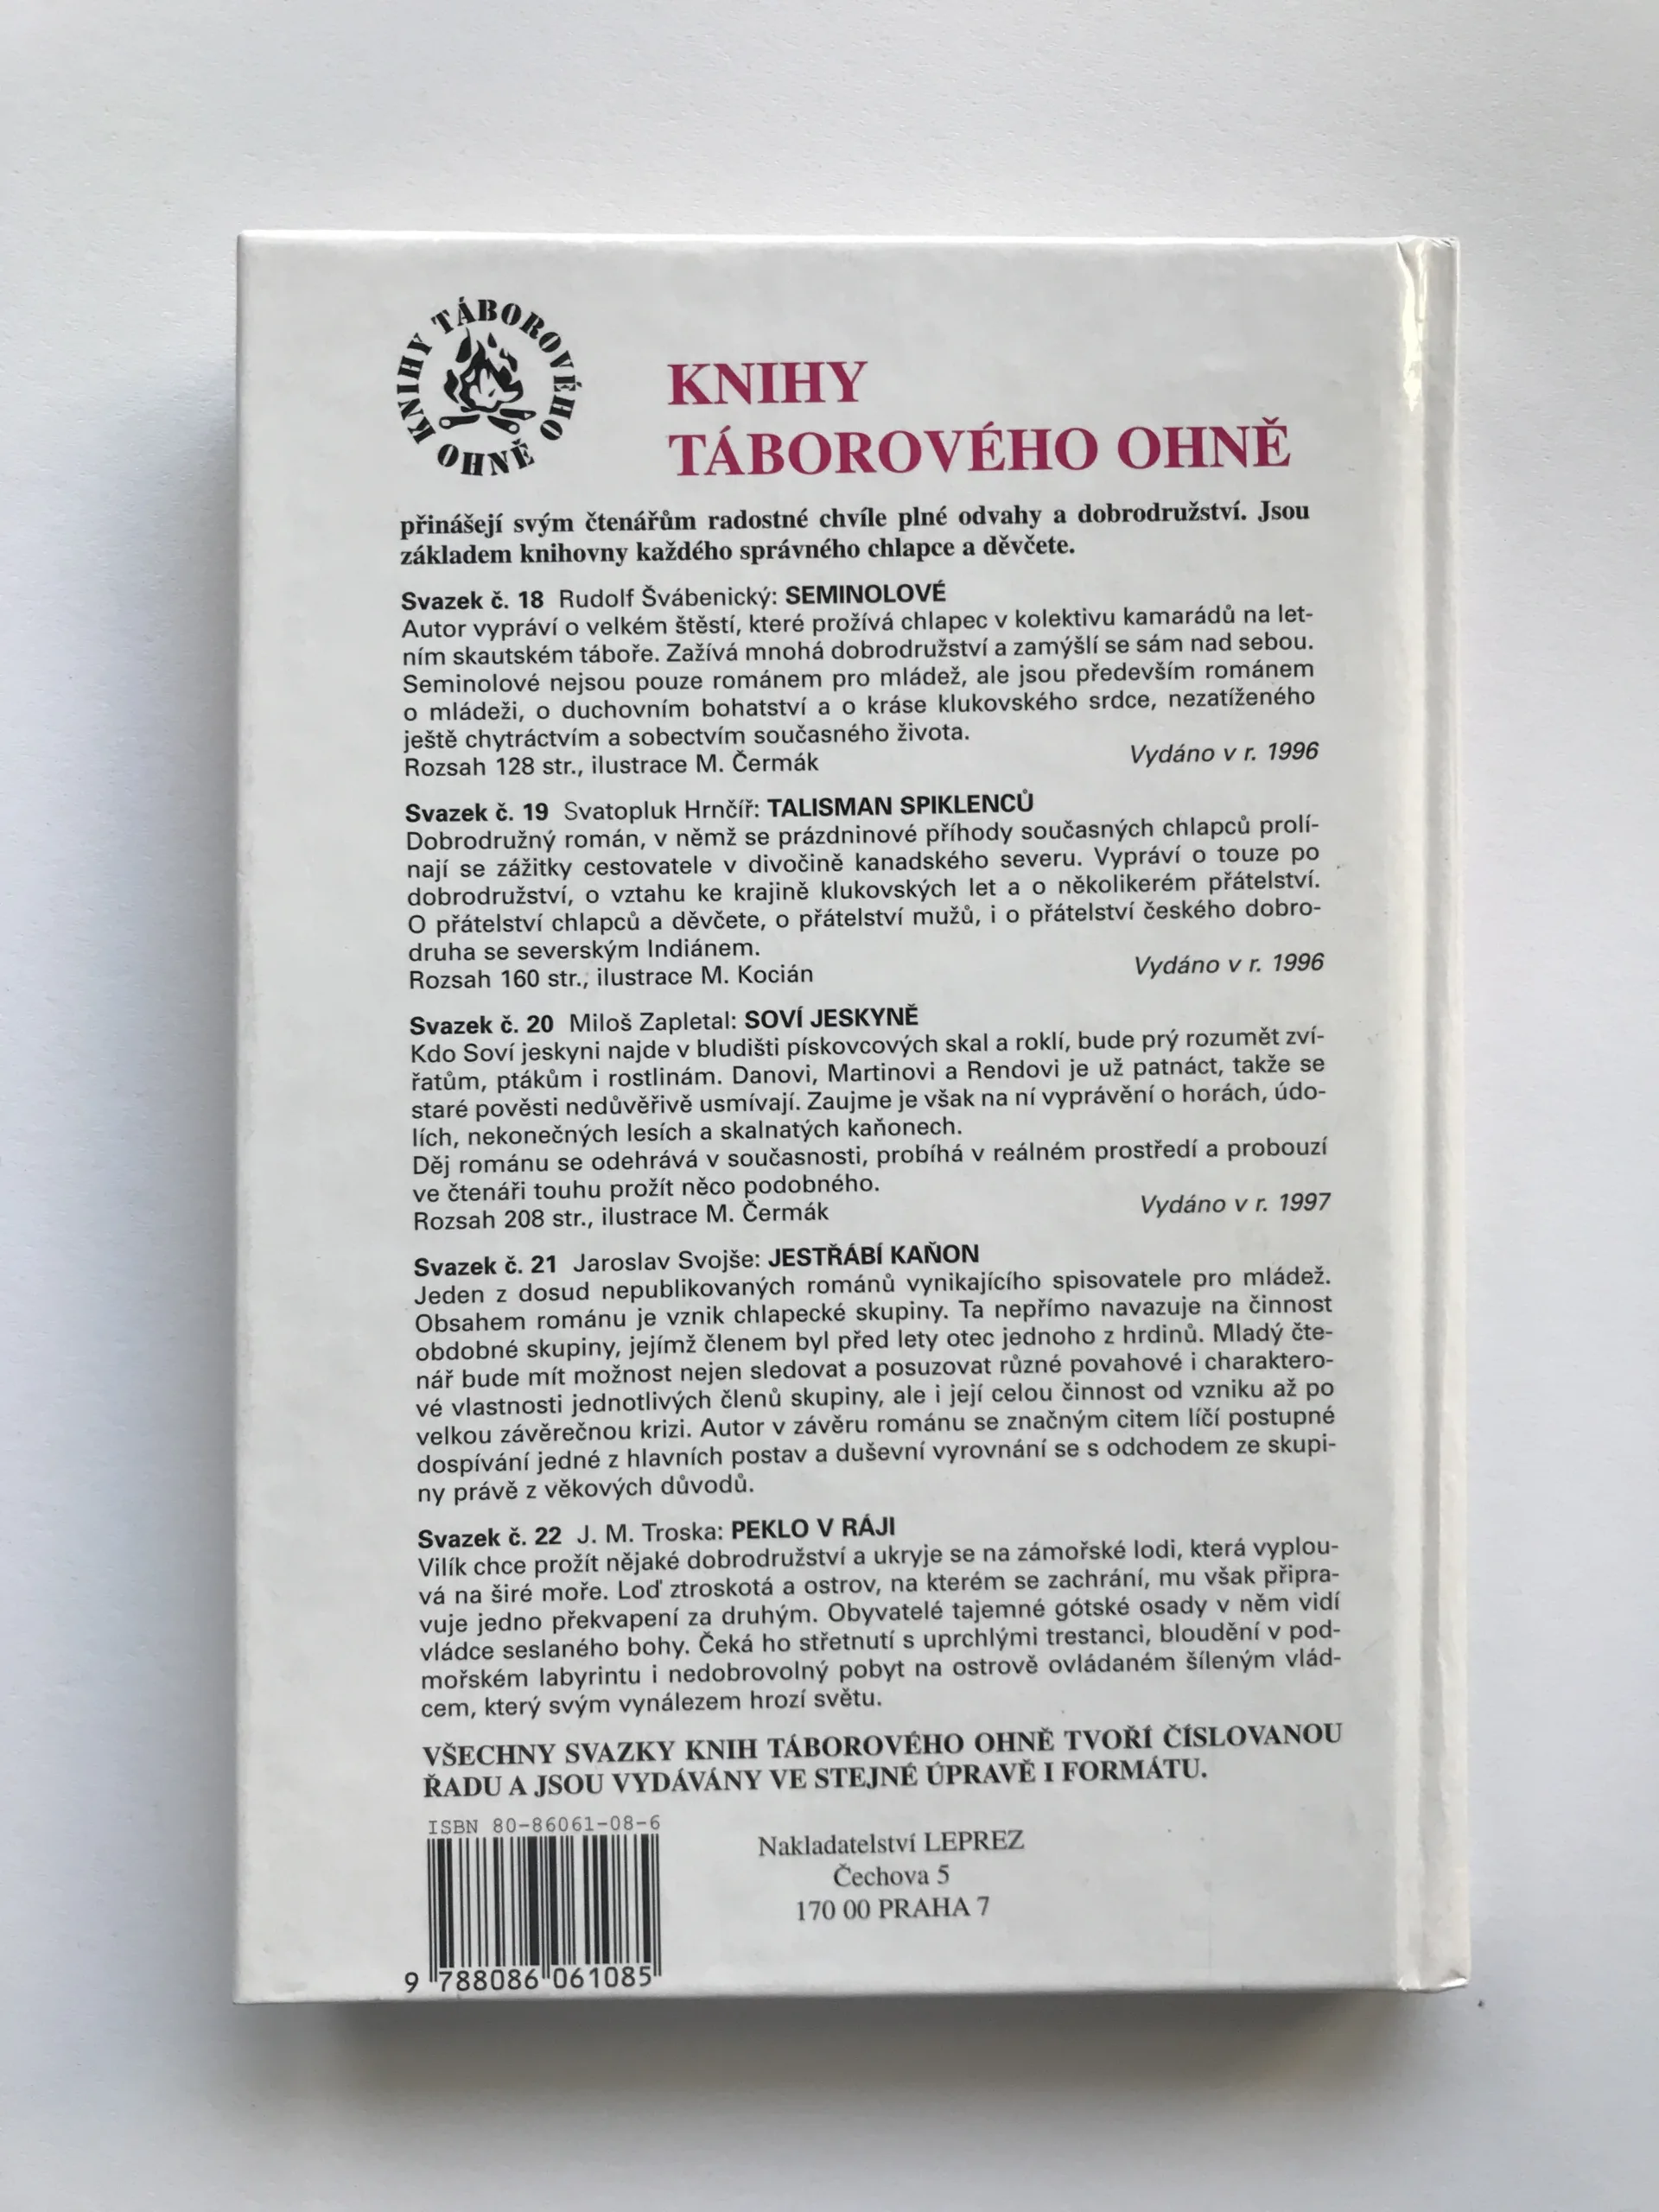 KNIHY TÁBOROVÉHO OHNĚ
KNIHY
TÁBOROVÉHO OHNĚ
přinášejí svým čtenářům radostné chvíle plné odvahy a dobrodružství. Jsou
základem knihovny každého správného chlapce a děvčete.
Svazek č. 18 Rudolf Švábenický: SEMINOLOVÉ
Autor vypráví o velkém štěstí, které prožívá chlapec v kolektivu kamarádů na let-
ním skautském táboře. Zažívá mnohá dobrodružství a zamýšlí se sám nad sebou.
Seminolové nejsou pouze románem pro mládež, ale jsou především románem
o mládeži, o duchovním bohatství a o kráse klukovského srdce, nezatíženého
ještě chytráctvím a sobectvím současného života.
Rozsah 128 str., ilustrace M. Čermák Vydáno v r. 1996
Svazek č. 19 Svatopluk Hrnčíř: TALISMAN SPIKLENCŮ
Dobrodružný román, v němž se prázdninové příhody současných chlapců prolí-
nají se zážitky cestovatele v divočině kanadského severu. Vypráví o touze po
dobrodružství, o vztahu ke krajině klukovských let a o několikerém přátelství.
O přátelství chlapců a děvčete, o přátelství mužů, i o přátelství českého dobro-
druha se severským Indiánem.
Rozsah 160 str., ilustrace M. Kocián Vydáno v r. 1996
Svazek č. 20 Miloš Zapletal: SOVÍ JESKYNĚ
Kdo Soví jeskyni najde v bludišti pískovcových skal a roklí, bude prý rozumět zví-
řatům, ptákům i rostlinám. Danovi, Martinovi a Rendovi je už patnáct, takže se
staré pověsti nedůvěřivě usmívají. Zaujme je však na ní vyprávění o horách, údo-
lích, nekonečných lesích a skalnatých kaňonech.
Děj románu se odehrává v současnosti, probíhá v reálném prostředí a probouzí
ve čtenáři touhu prožít něco podobného.
Rozsah 208 str., ilustrace M. Čermák Vydáno v r. 1997
Svazek č. 21 Jaroslav Svojše: JESTŘÁBÍ KAŇON
Jeden z dosud nepublikovaných románů vynikajícího spisovatele pro mládež.
Obsahem románu je vznik chlapecké skupiny. Ta nepřímo navazuje na činnost
obdobné skupiny, jejímž členem byl před lety otec jednoho z hrdinů. Mladý čte-
nář bude mít možnost nejen sledovat a posuzovat různé povahové i charaktero-
vé vlastnosti jednotlivých členů skupiny, ale i její celou činnost od vzniku až po
velkou závěrečnou krizi. Autor v závěru románu se značným citem líčí postupné
dospívání jedné z hlavních postav a duševní vyrovnání se s odchodem ze skupi-
ny právě z věkových důvodů.
Svazek č. 22 J. M. Troska: PEKLO V RÁJI
Vilík chce prožít nějaké dobrodružství a ukryje se na zámořské lodi, která vyplou-
vá na širé moře. Loď ztroskotá a ostrov, na kterém se zachrání, mu však připra-
vuje jedno překvapení za druhým. Obyvatelé tajemné gótské osady v něm vidí
vládce seslaného bohy. Čeká ho střetnutí s uprchlými trestanci, bloudění v pod-
mořském labyrintu i nedobrovolný pobyt na ostrově ovládaném šíleným vlád-
cem, který svým vynálezem hrozí světu.
VŠECHNY SVAZKY KNIH TÁBOROVÉHO OHNĚ TVOŘÍ ČÍSLOVANOU
ŘADU A JSOU VYDÁVÁNY VE STEJNÉ ÚPRAVĚ I FORMÁTU.
ISBN 80-86061-08-6
9 788086 061085
Nakladatelství LEPREZ
Čechova 5
170 00 PRAHA 7